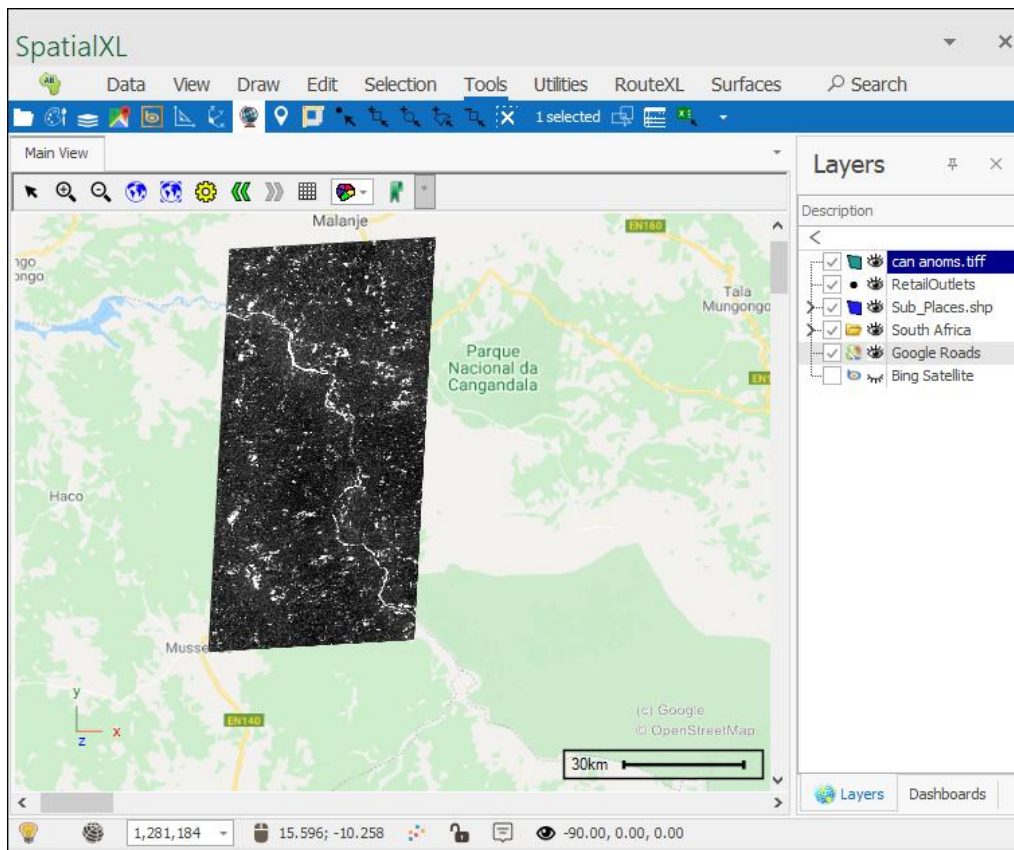 SpatialXL
Data View Draw Edit Selection Tools Utilities RouteXL Surfaces Search
1 selected
Main View
Layers
Description
Malanje
EN160
ngo
ongo
Tala
Mungongo
Parque
Nacional da
Cangandala
Haco
EN140
(c) Google
© OpenStreetMap
30km
y
x
z
can anoms.tiff
RetailOutlets
Sub_Places.shp
South Africa
Google Roads
Bing Satellite
Layers Dashboards
1,281,184 15.596; -10.258 -90.00, 0.00, 0.00